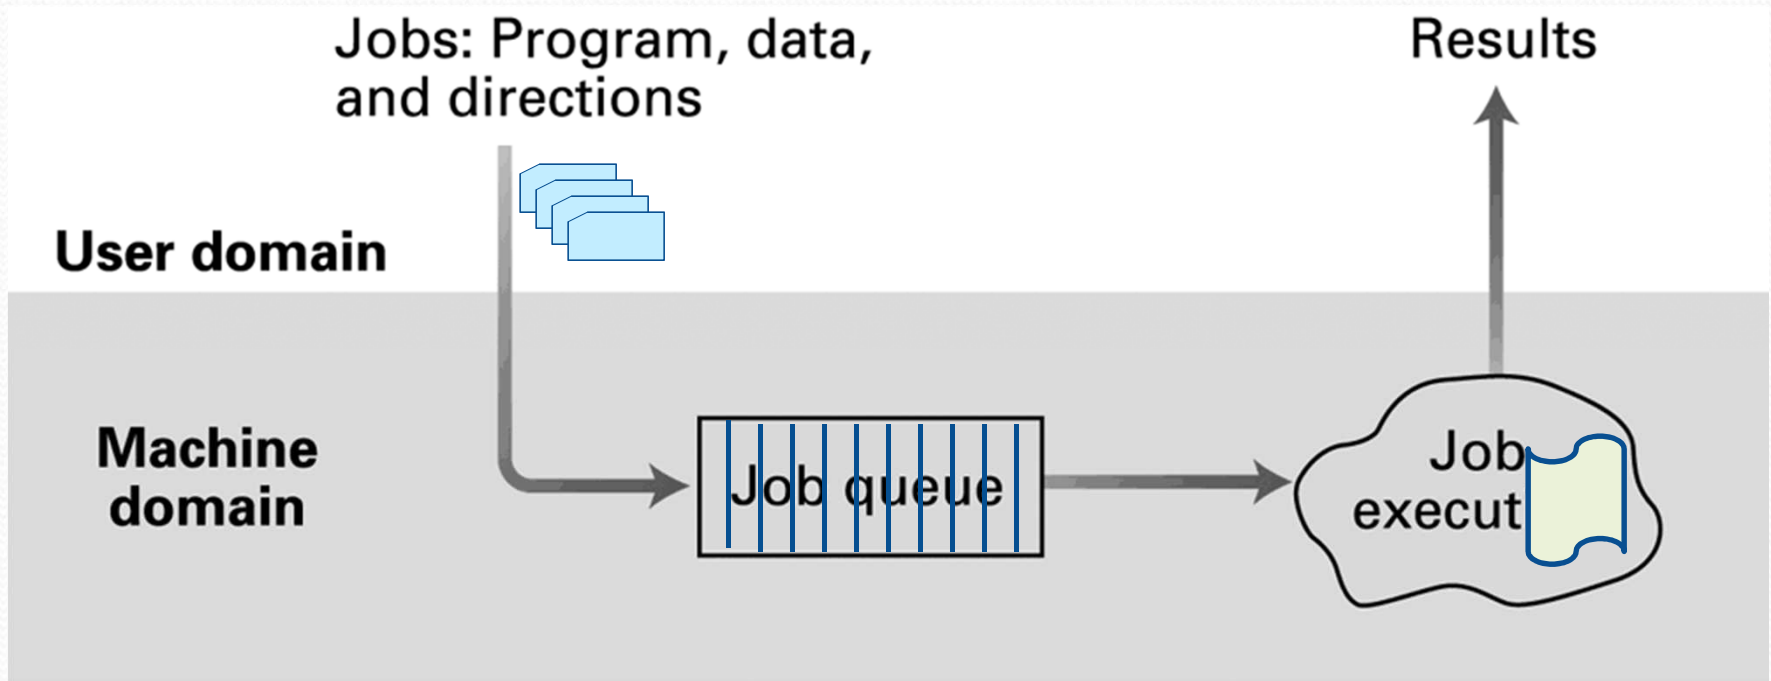 Jobs: Program, data,
and directions
Results
User domain
Machine
domain
Job queue
Job
execut